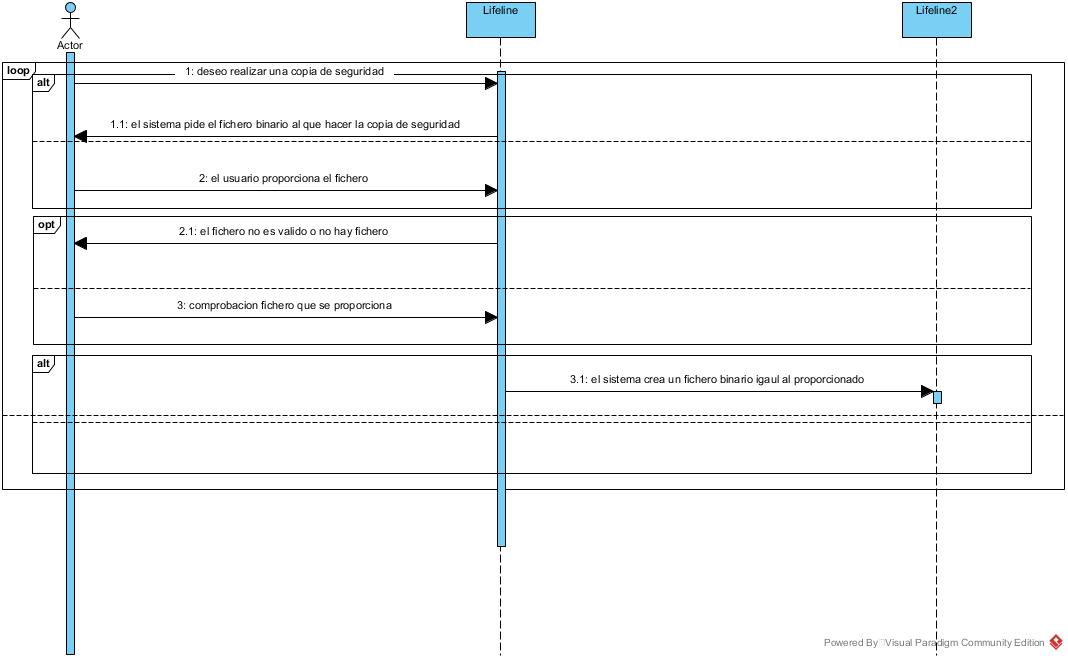 Lifeline
Lifeline2
Actor
loop
alt
1: deseo realizar una copia de seguridad
1.1: el sistema pide el fichero binario al que hacer la copia de seguridad
2: el usuario proporciona el fichero
opt
2.1: el fichero no es valido o no hay fichero
3: comprobacion fichero que se proporciona
alt
3.1: el sistema crea un fichero binario igaul al proporcionado
Powered By Visual Paradigm Community Edition